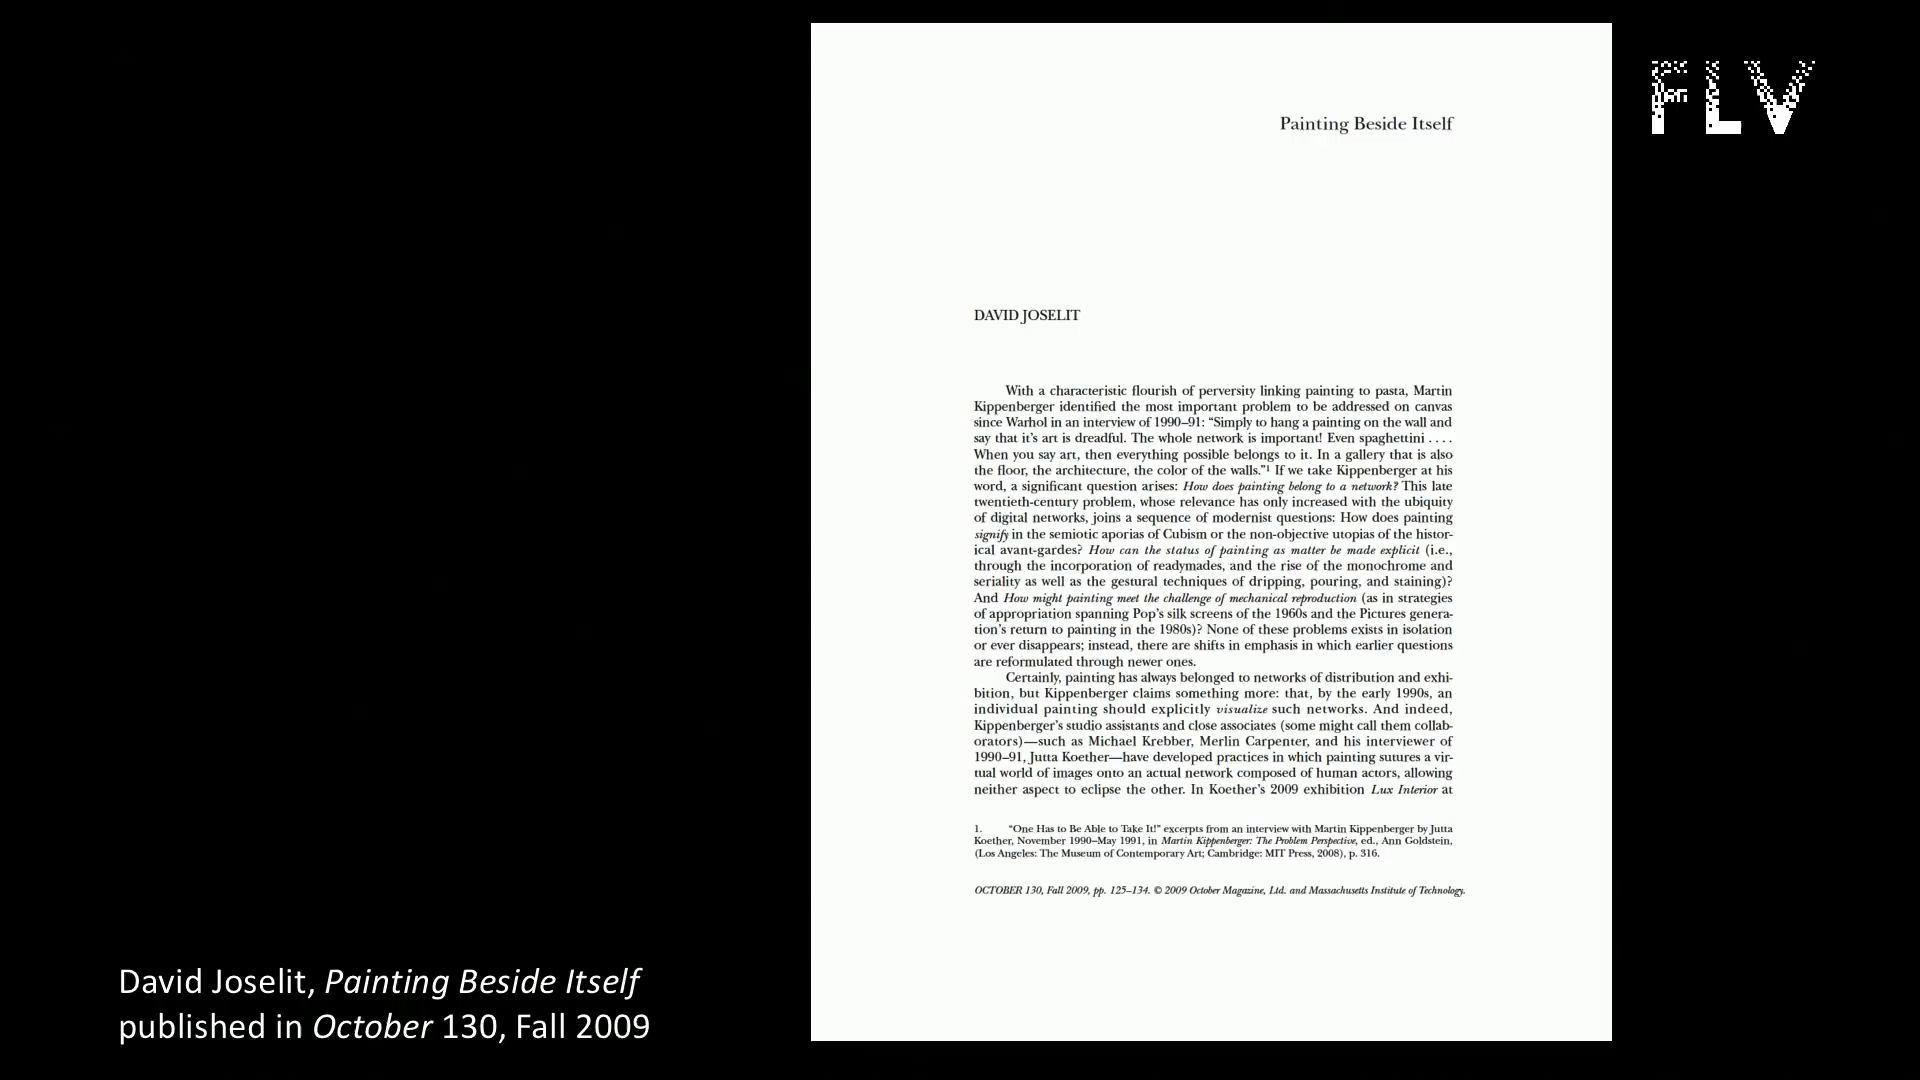 FLV
Painting Beside Itself
DAVID JOSELIT
With a characteristic flourish of perversity linking painting to pasta, Martin
Kippenberger identified the most important problem to be addressed on canvas
since Warhol in an interview of 1990–91: “Simply to hang a painting on the wall and
say that it’s art is dreadful. The whole network is important! Even spaghettini . . . .
When you say art, then everything possible belongs to it. In a gallery that is also
the floor, the architecture, the color of the walls.”1 If we take Kippenberger at his
word, a significant question arises: How does painting belong to a network? This late
twentieth-century problem, whose relevance has only increased with the ubiquity
of digital networks, joins a sequence of modernist questions: How does painting
signify in the semiotic aporias of Cubism or the non-objective utopias of the histor-
ical avant-gardes? How can the status of painting as matter be made explicit (i.e.,
through the incorporation of readymades, and the rise of the monochrome and
seriality as well as the gestural techniques of dripping, pouring, and staining)?
And How might painting meet the challenge of mechanical reproduction (as in strategies
of appropriation spanning Pop’s silk screens of the 1960s and the Pictures genera-
tion’s return to painting in the 1980s)? None of these problems exists in isolation
or ever disappears; instead, there are shifts in emphasis in which earlier questions
are reformulated through newer ones.
Certainly, painting has always belonged to networks of distribution and exhi-
bition, but Kippenberger claims something more: that, by the early 1990s, an
individual painting should explicitly visualize such networks. And indeed,
Kippenberger’s studio assistants and close associates (some might call them collab-
orators)—such as Michael Krebber, Merlin Carpenter, and his interviewer of
1990–91, Jutta Koether—have developed practices in which painting sutures a vir-
tual world of images onto an actual network composed of human actors, allowing
neither aspect to eclipse the other. In Koether’s 2009 exhibition Lux Interior at
1. “One Has to Be Able to Take It!” excerpts from an interview with Martin Kippenberger by Jutta
Koether, November 1990–May 1991, in Martin Kippenberger: The Problem Perspective, ed., Ann Goldstein,
(Los Angeles: The Museum of Contemporary Art; Cambridge: MIT Press, 2008), p. 316.
OCTOBER 130, Fall 2009, pp. 125–134. © 2009 October Magazine, Ltd. and Massachusetts Institute of Technology.
David Joselit, Painting Beside Itself
published in October 130, Fall 2009